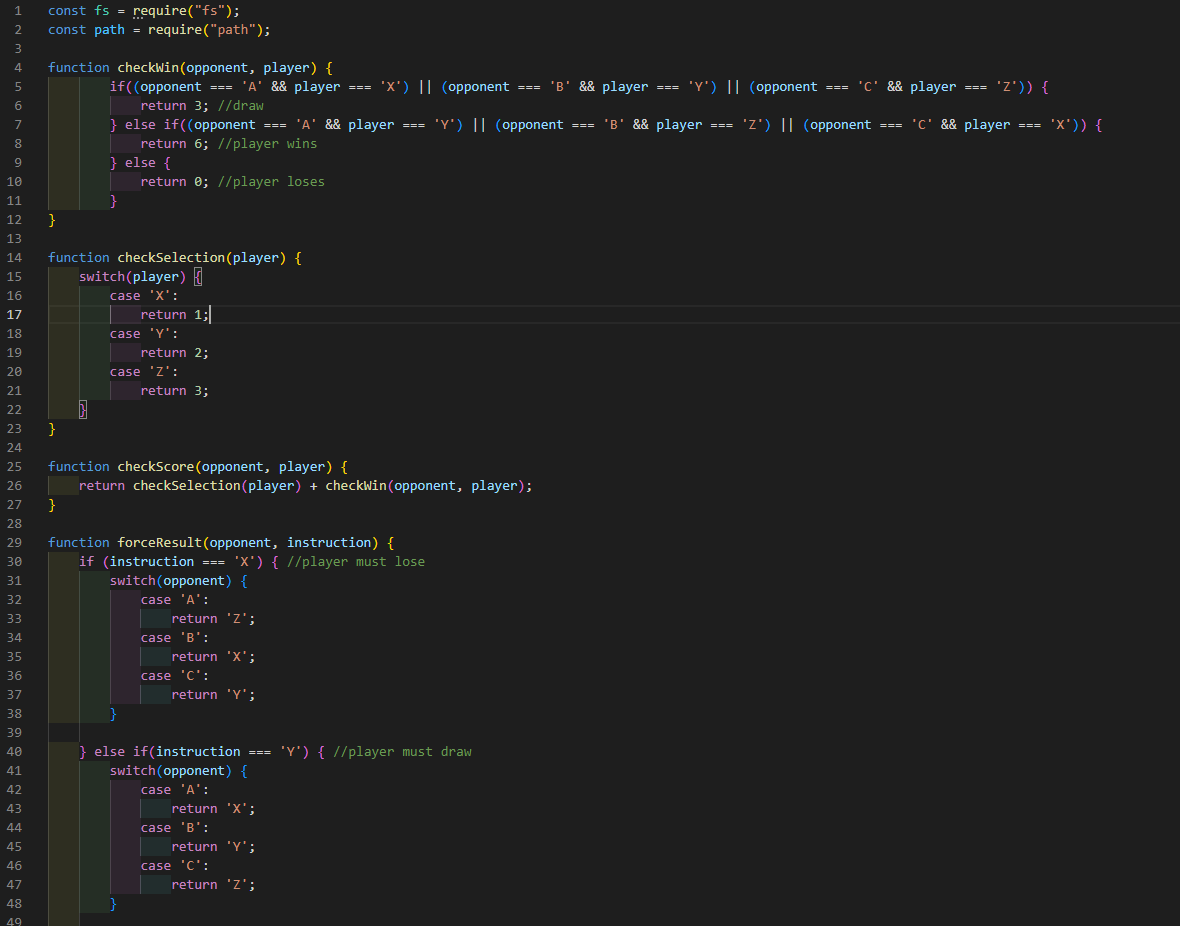 1 const fs = require("fs");
2 const path = require("path");
3
4 function checkWin(opponent, player) {
5 if((opponent === 'A' && player === 'X') || (opponent === 'B' && player === 'Y') || (opponent === 'C' && player === 'Z')) {
6 return 3; //draw
7 } else if((opponent === 'A' && player === 'Y') || (opponent === 'B' && player === 'Z') || (opponent === 'C' && player === 'X')) {
8 return 6; //player wins
9 } else {
10 return 0; //player loses
11 }
12 }
13
14 function checkSelection(player) {
15 switch(player) {
16 case 'X':
17 return 1;
18 case 'Y':
19 return 2;
20 case 'Z':
21 return 3;
22 }
23 }
24
25 function checkScore(opponent, player) {
26 return checkSelection(player) + checkWin(opponent, player);
27 }
28
29 function forceResult(opponent, instruction) {
30 if (instruction === 'X') { //player must lose
31 switch(opponent) {
32 case 'A':
33 return 'Z';
34 case 'B':
35 return 'X';
36 case 'C':
37 return 'Y';
38 }
39
40 } else if(instruction === 'Y') { //player must draw
41 switch(opponent) {
42 case 'A':
43 return 'X';
44 case 'B':
45 return 'Y';
46 case 'C':
47 return 'Z';
48 }
49